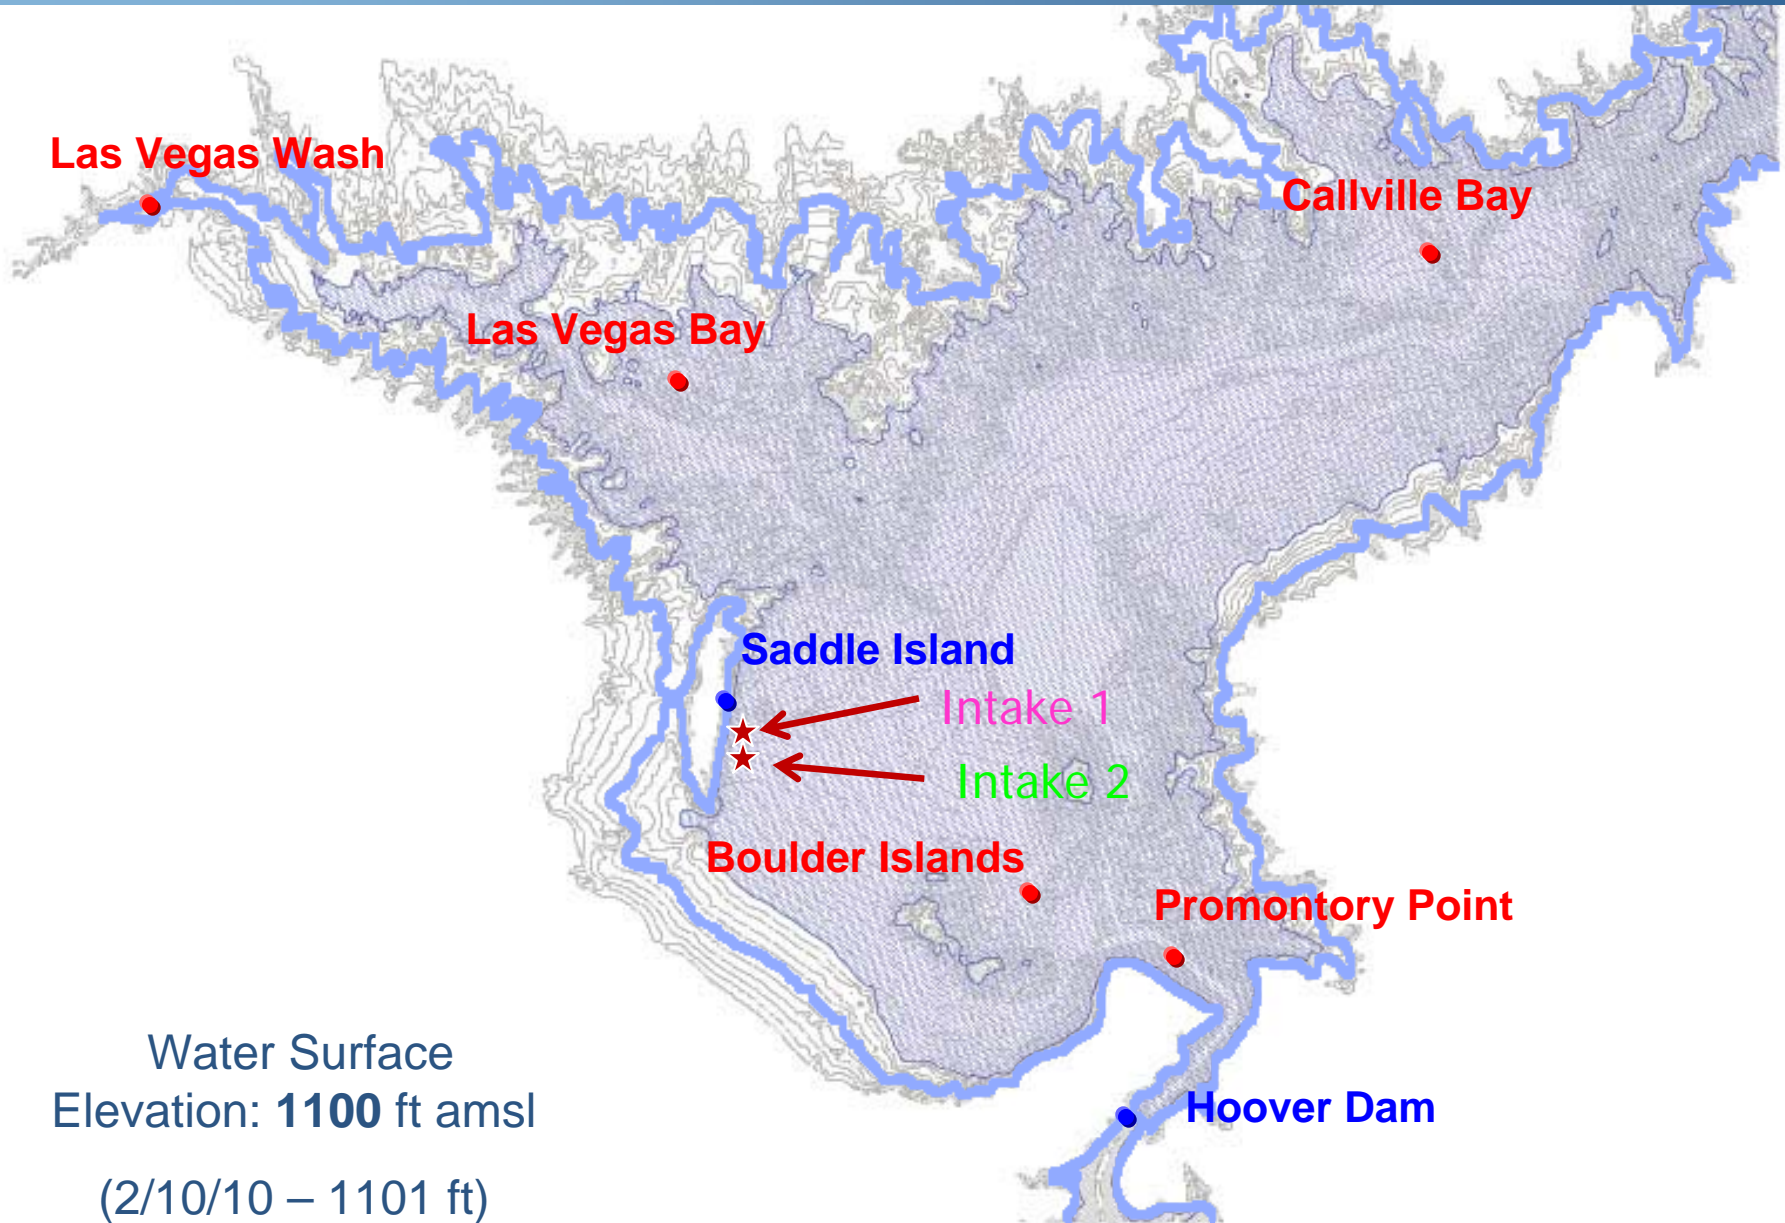 Las Vegas Wash
Callville Bay
Las Vegas Bay
Saddle Island
Intake 1
Intake 2
Boulder Islands
Promontory Point
Hoover Dam
Water Surface
Elevation: 1100 ft amsl
(2/10/10 – 1101 ft)